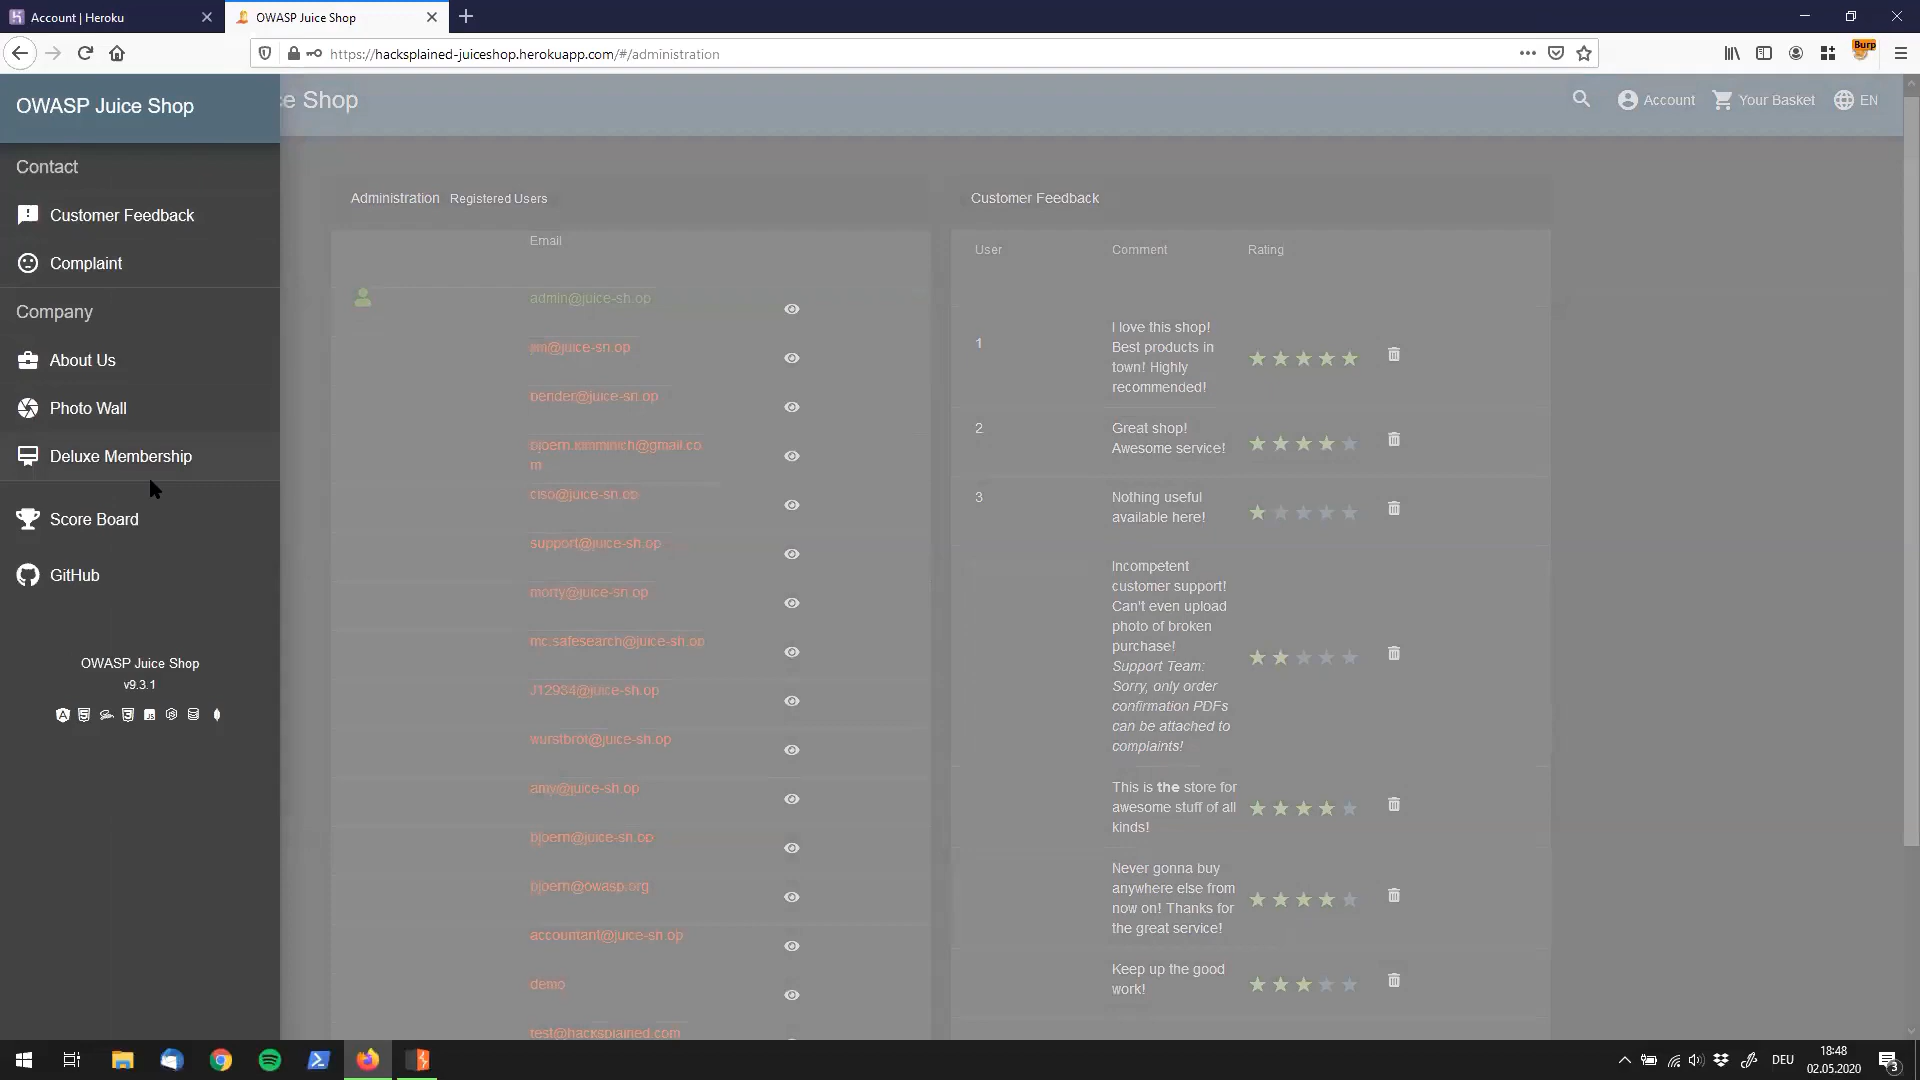 Account | Heroku
OWASP Juice Shop
https://hacksplained-juiceshop.herokuapp.com/#/administration
Burp
OWASP Juice Shop
ce Shop
Account
Your Basket
EN
Contact
Customer Feedback
Complaint
Company
About Us
Photo Wall
Deluxe Membership
Score Board
GitHub
OWASP Juice Shop
v9.3.1
Administration Registered Users
Email
admin@juice-sh.op
jim@juice-sh.op
bender@juice-sh.op
bjoern.kimminich@gmail.co
m
ciso@juice-sh.op
support@juice-sh.op
morty@juice-sh.op
mc.safesearch@juice-sh.op
J12934@juice-sh.op
wurstbrot@juice-sh.op
amy@juice-sh.op
bjoern@juice-sh.op
bjoern@owasp.org
accountant@juice-sh.op
demo
test@hacksplained.com
Customer Feedback
User Comment Rating
1
I love this shop!
Best products in
town! Highly
recommended!
2
Great shop!
Awesome service!
3
Nothing useful
available here!
Incompetent
customer support!
Can't even upload
photo of broken
purchase!
Support Team:
Sorry, only order
confirmation PDFs
can be attached to
complaints!
This is the store for
awesome stuff of all
kinds!
Never gonna buy
anywhere else from
now on! Thanks for
the great service!
Keep up the good
work!
DEU
18:48
02.05.2020
3